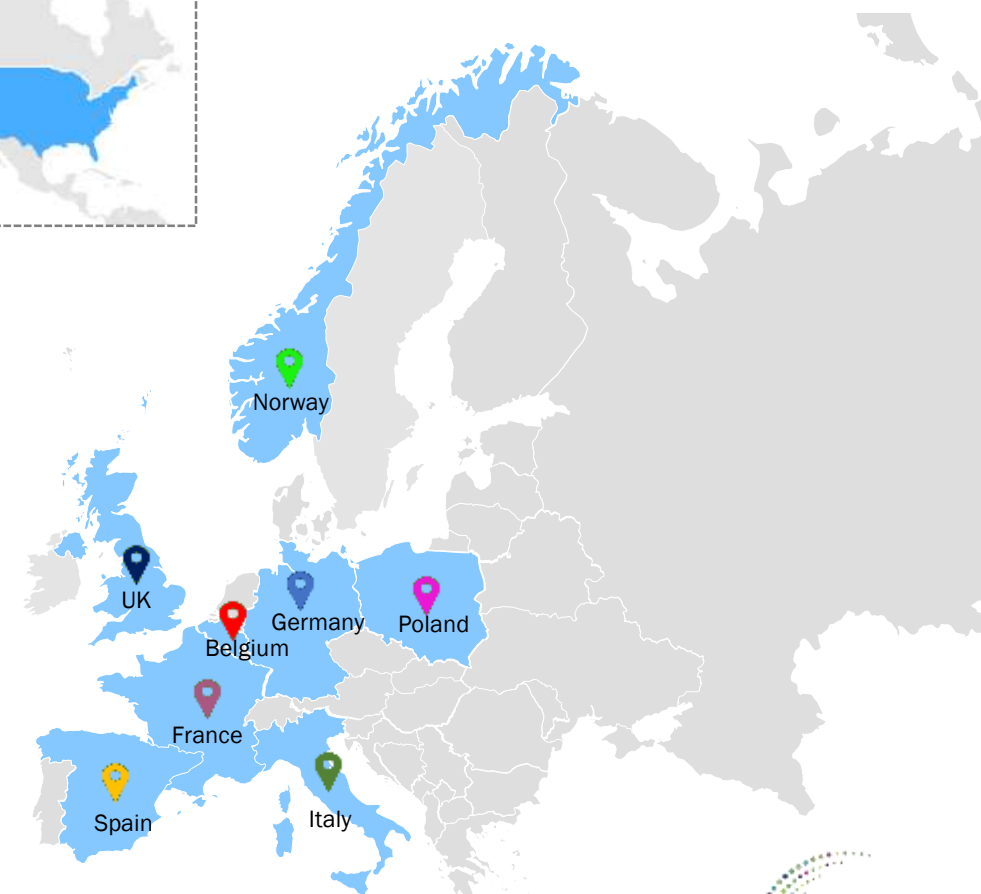 Norway
UK
Germany
Poland
Belgium
France
Spain
Italy